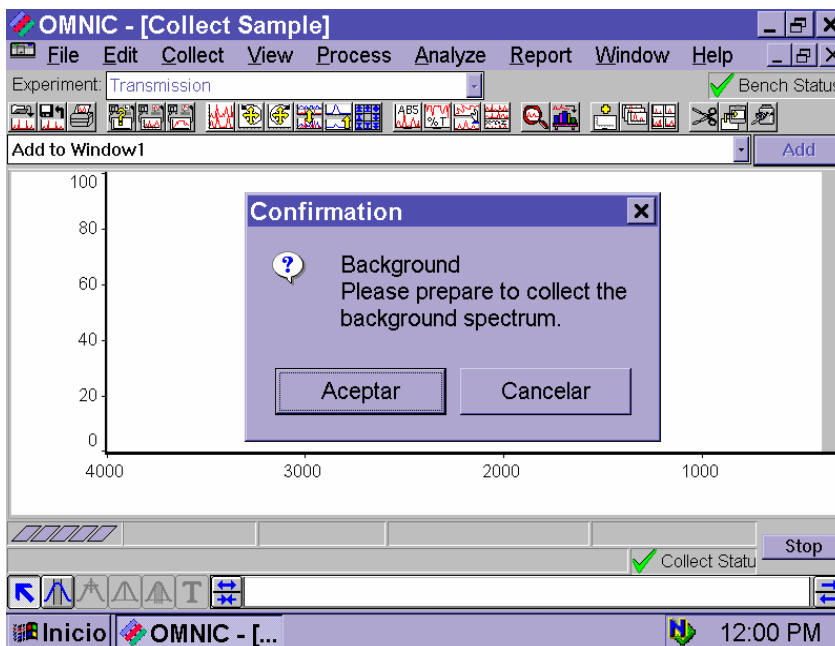 OMNIC - [Collect Sample]
File Edit Collect View Process Analyze Report Window Help
Experiment: Transmission
Bench Status
ABS %T
Add to Window1 Add
100
80
60
40
20
0
4000 3000 2000 1000
Confirmation
Background
Please prepare to collect the
background spectrum.
Aceptar Cancelar
Stop
Collect Statu
T
Inicio OMNIC - [... N 12:00 PM